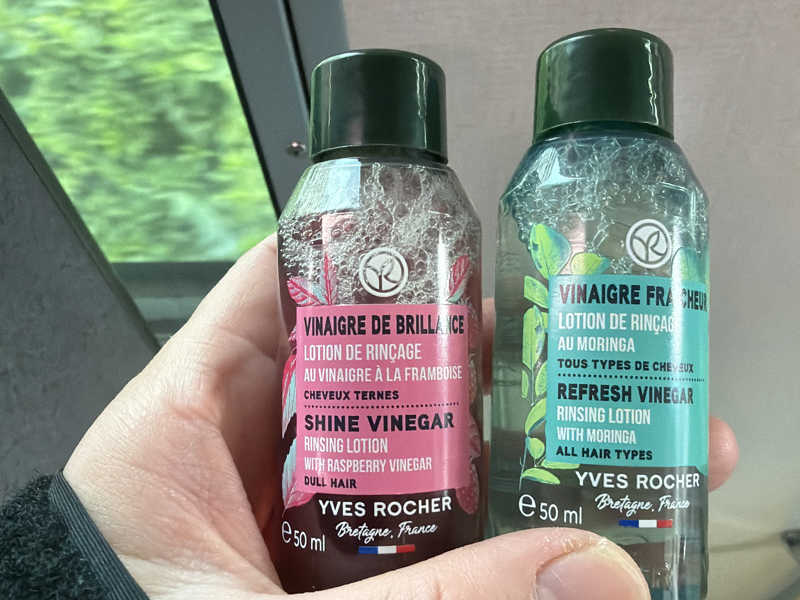 VINAIGRE DE BRILLANCE
LOTION DE RINÇAGE
AU VINAIGRE À LA FRAMBOISE
CHEVEUX TERNES
SHINE VINEGAR
RINSING LOTION
WITH RASPBERRY VINEGAR
DULL HAIR
YVES ROCHER
Bretagne, France
e 50 ml
VINAIGRE FRAÎCHEUR
LOTION DE RINÇAGE
AU MORINGA
TOUS TYPES DE CHEVEUX
REFRESH VINEGAR
RINSING LOTION
WITH MORINGA
ALL HAIR TYPES
YVES ROCHER
Bretagne, France
e 50 ml